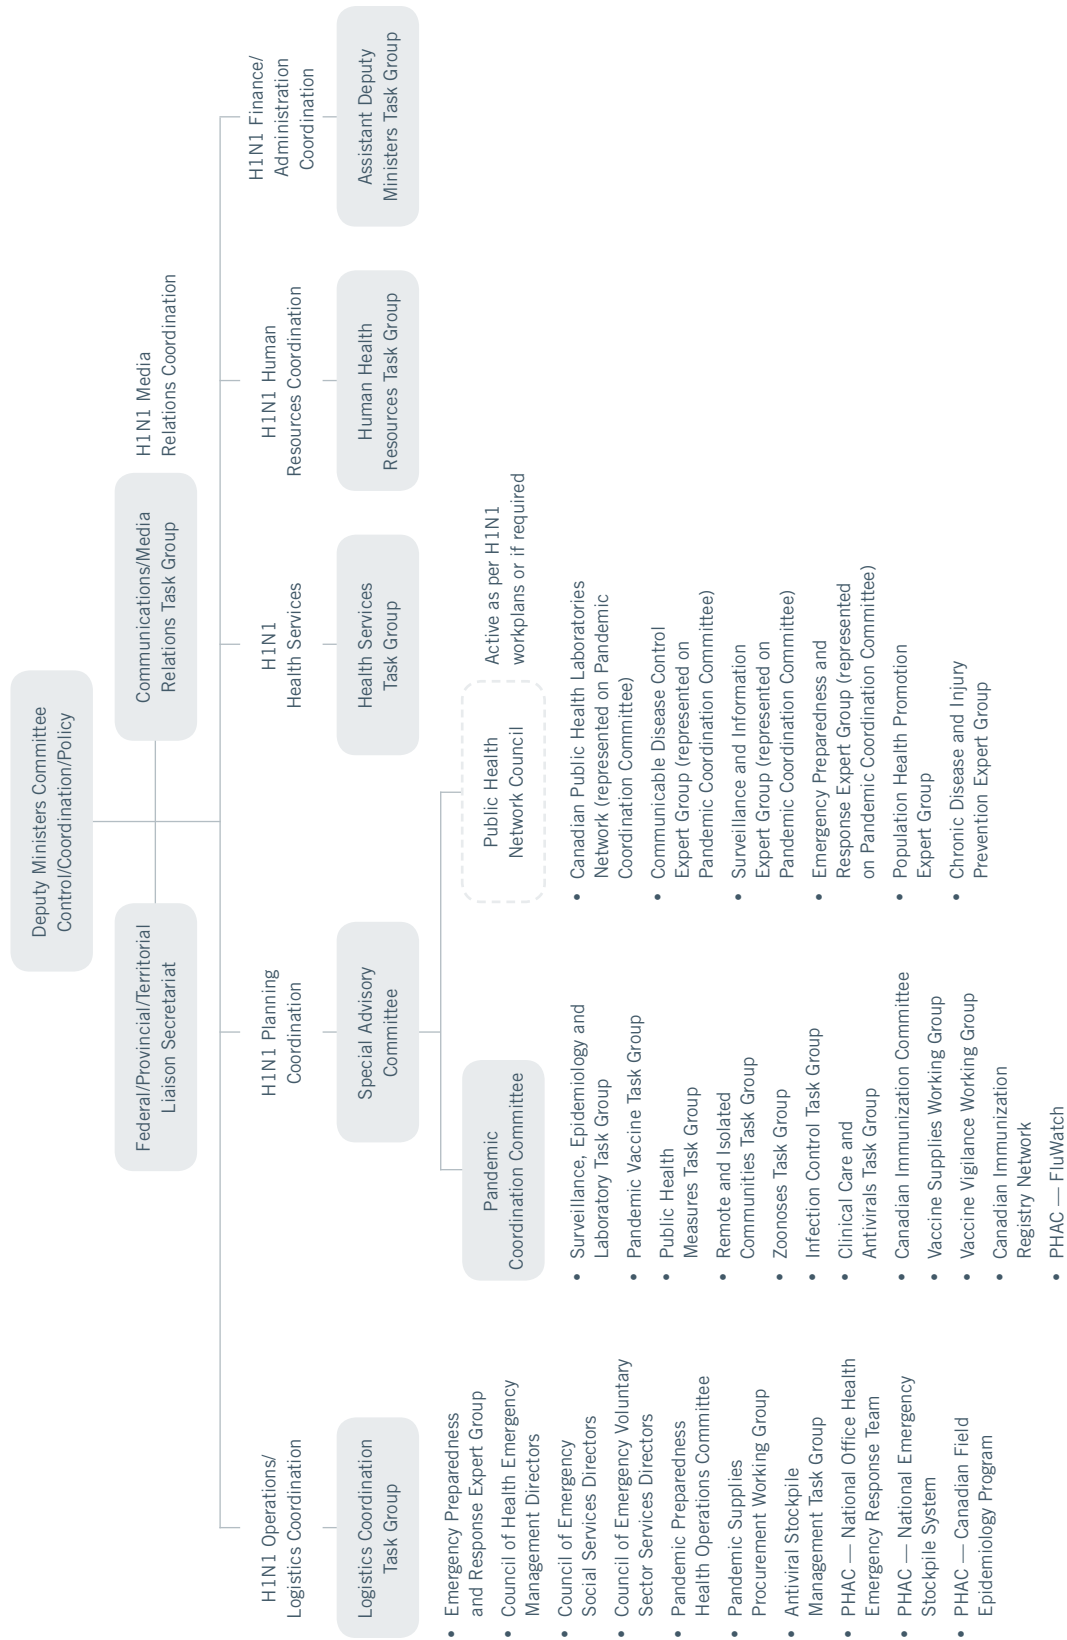 Deputy Ministers Committee
Control/Coordination/Policy
Federal/Provincial/Territorial
Liaison Secretariat
Communications/Media
Relations Task Group
H1N1 Media
Relations Coordination
H1N1 Operations/
Logistics Coordination
H1N1 Planning
Coordination
H1N1
Health Services
H1N1 Human
Resources Coordination
H1N1 Finance/
Administration
Coordination
Logistics Coordination
Task Group
Special Advisory
Committee
Health Services
Task Group
Human Health
Resources Task Group
Assistant Deputy
Ministers Task Group
• Emergency Preparedness
and Response Expert Group
• Council of Health Emergency
Management Directors
• Council of Emergency
Social Services Directors
• Council of Emergency Voluntary
Sector Services Directors
• Pandemic Preparedness
Health Operations Committee
• Pandemic Supplies
Procurement Working Group
• Antiviral Stockpile
Management Task Group
• PHAC — National Office Health
Emergency Response Team
• PHAC — National Emergency
Stockpile System
• PHAC — Canadian Field
Epidemiology Program
Pandemic
Coordination Committee
• Surveillance, Epidemiology and
Laboratory Task Group
• Pandemic Vaccine Task Group
• Public Health
Measures Task Group
• Remote and Isolated
Communities Task Group
• Zoonoses Task Group
• Infection Control Task Group
• Clinical Care and
Antivirals Task Group
• Canadian Immunization Committee
• Vaccine Supplies Working Group
• Vaccine Vigilance Working Group
• Canadian Immunization
Registry Network
• PHAC — FluWatch
Public Health
Network Council
Active as per H1N1
workplans or if required
• Canadian Public Health Laboratories
Network (represented on Pandemic
Coordination Committee)
• Communicable Disease Control
Expert Group (represented on
Pandemic Coordination Committee)
• Surveillance and Information
Expert Group (represented on
Pandemic Coordination Committee)
• Emergency Preparedness and
Response Expert Group (represented
on Pandemic Coordination Committee)
• Population Health Promotion
Expert Group
• Chronic Disease and Injury
Prevention Expert Group